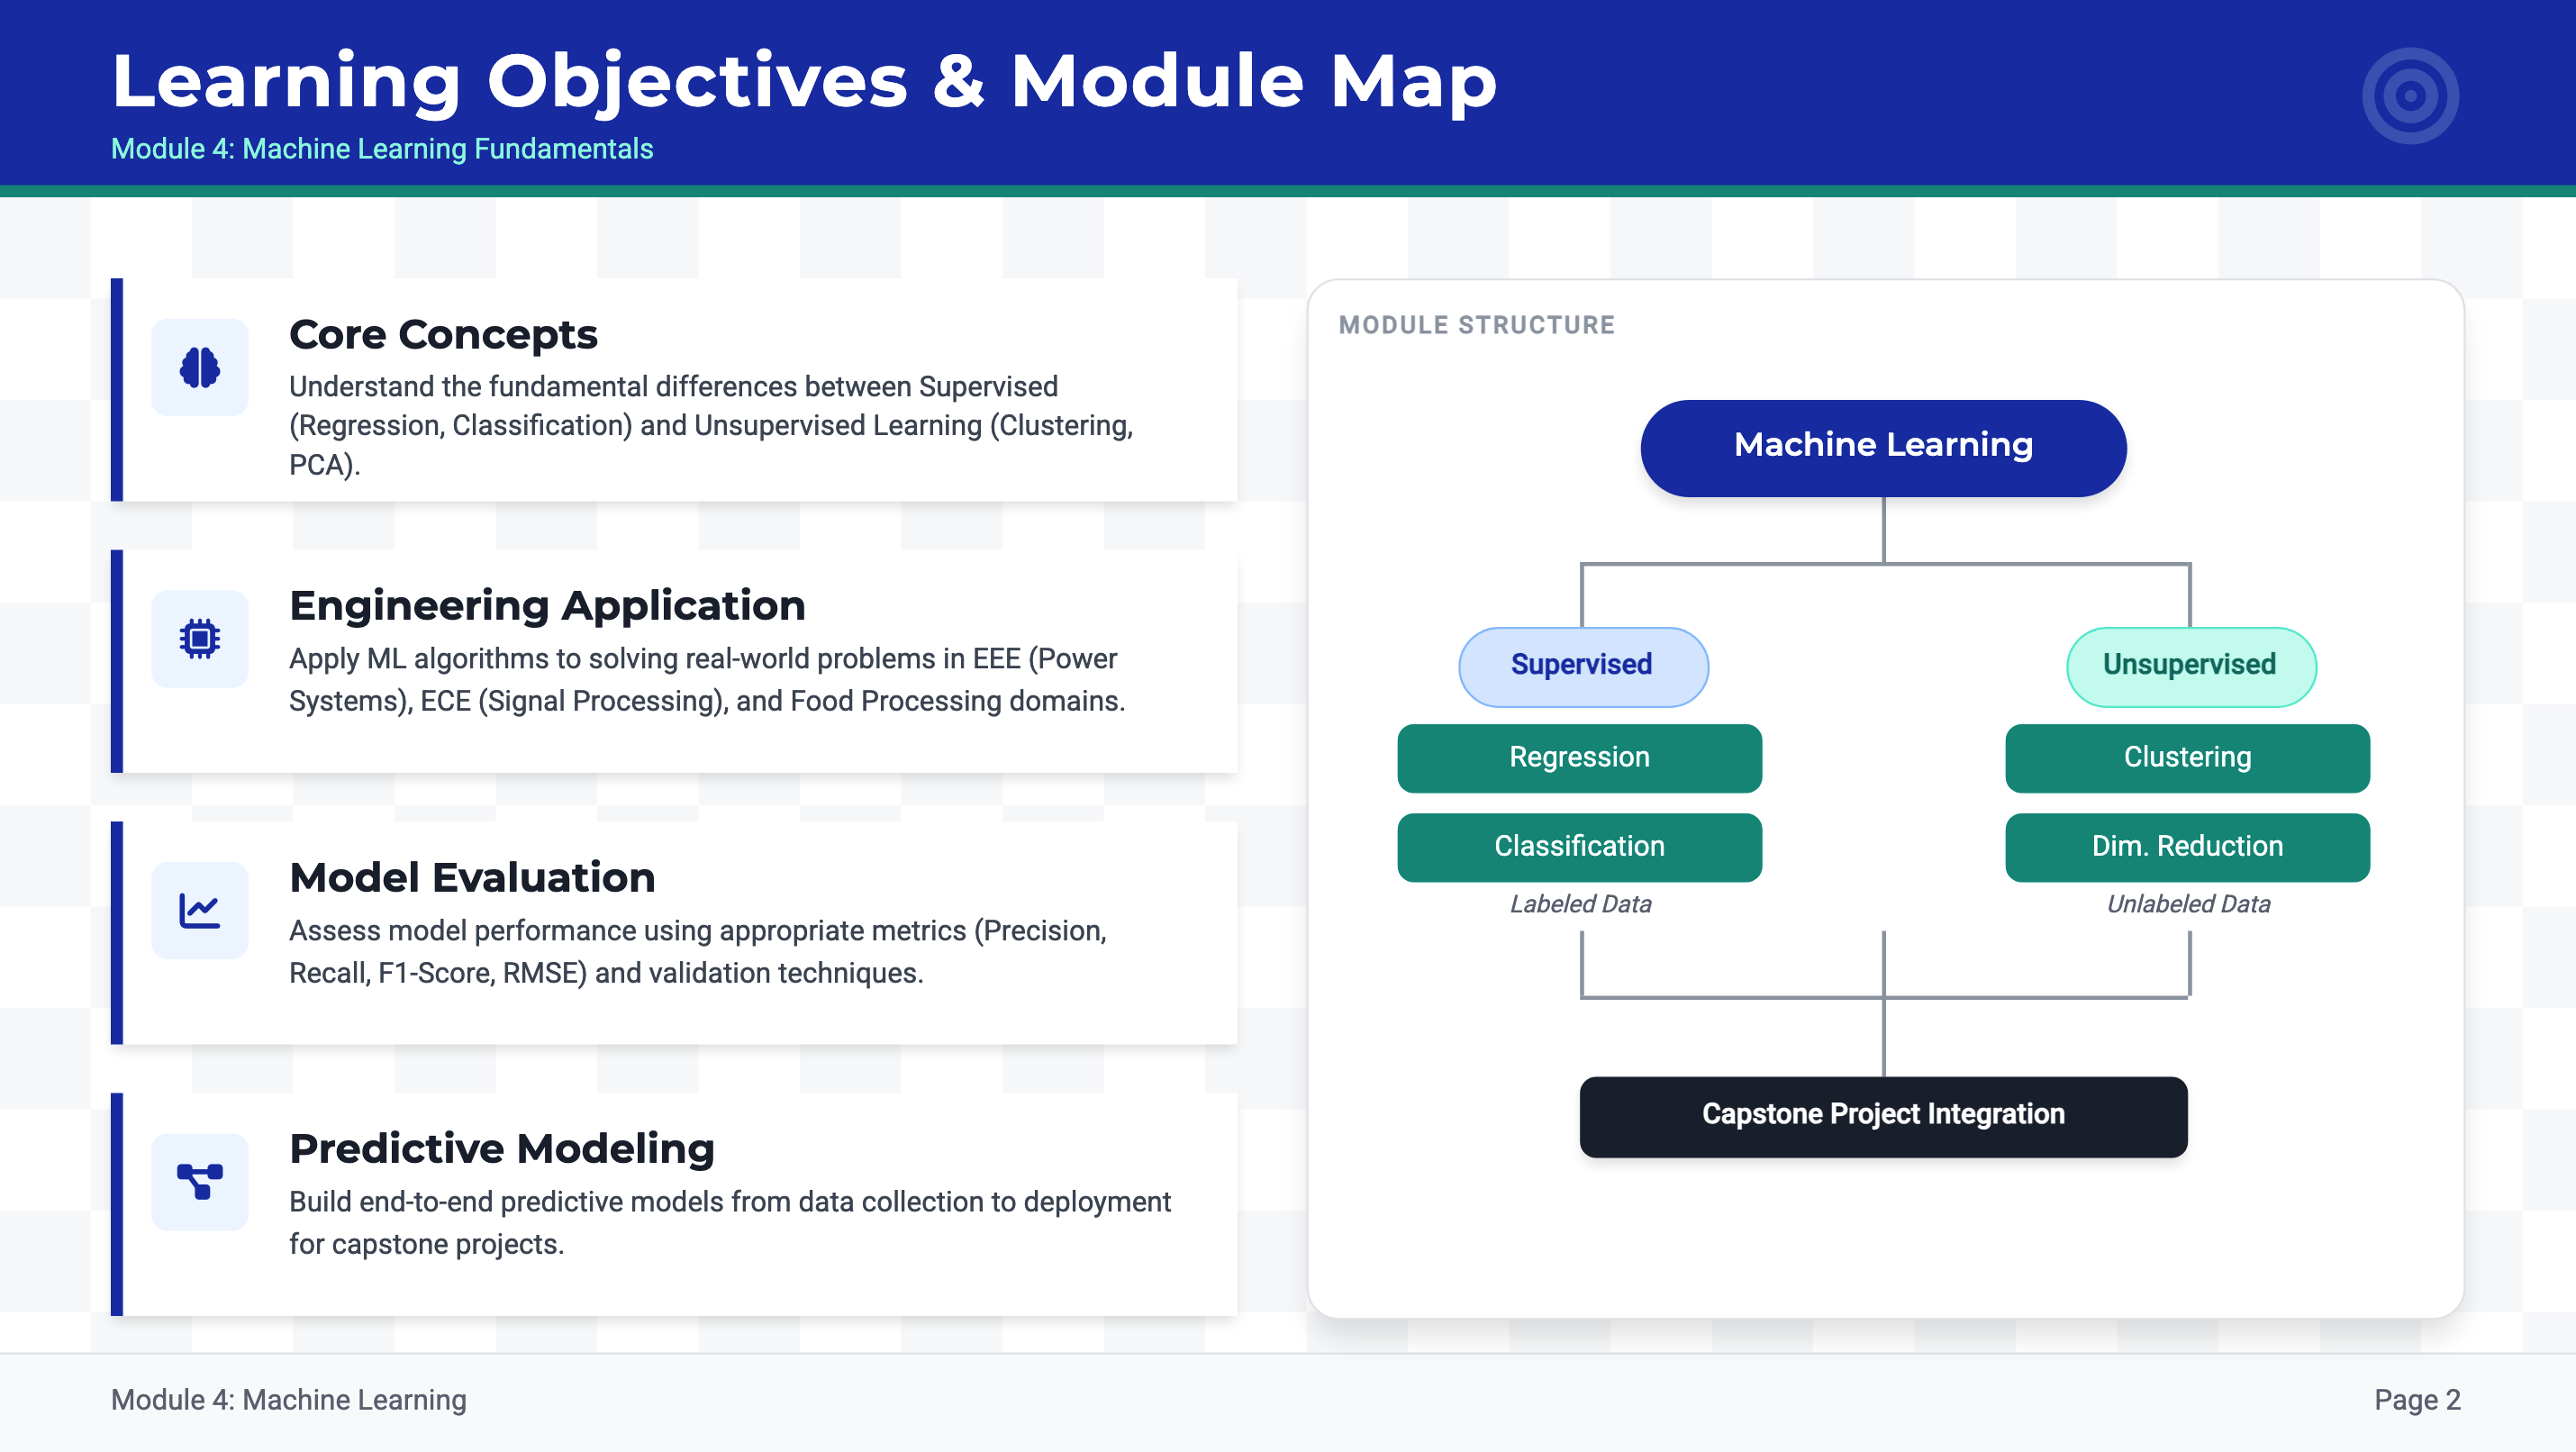 Learning Objectives & Module Map
Module 4: Machine Learning Fundamentals
Core Concepts
Understand the fundamental differences between Supervised
(Regression, Classification) and Unsupervised Learning (Clustering,
PCA).
Engineering Application
Apply ML algorithms to solving real-world problems in EEE (Power
Systems), ECE (Signal Processing), and Food Processing domains.
Model Evaluation
Assess model performance using appropriate metrics (Precision,
Recall, F1-Score, RMSE) and validation techniques.
Predictive Modeling
Build end-to-end predictive models from data collection to deployment
for capstone projects.
MODULE STRUCTURE
Machine Learning
Supervised
Unsupervised
Regression
Clustering
Classification
Dim. Reduction
Labeled Data
Unlabeled Data
Capstone Project Integration
Module 4: Machine Learning
Page 2